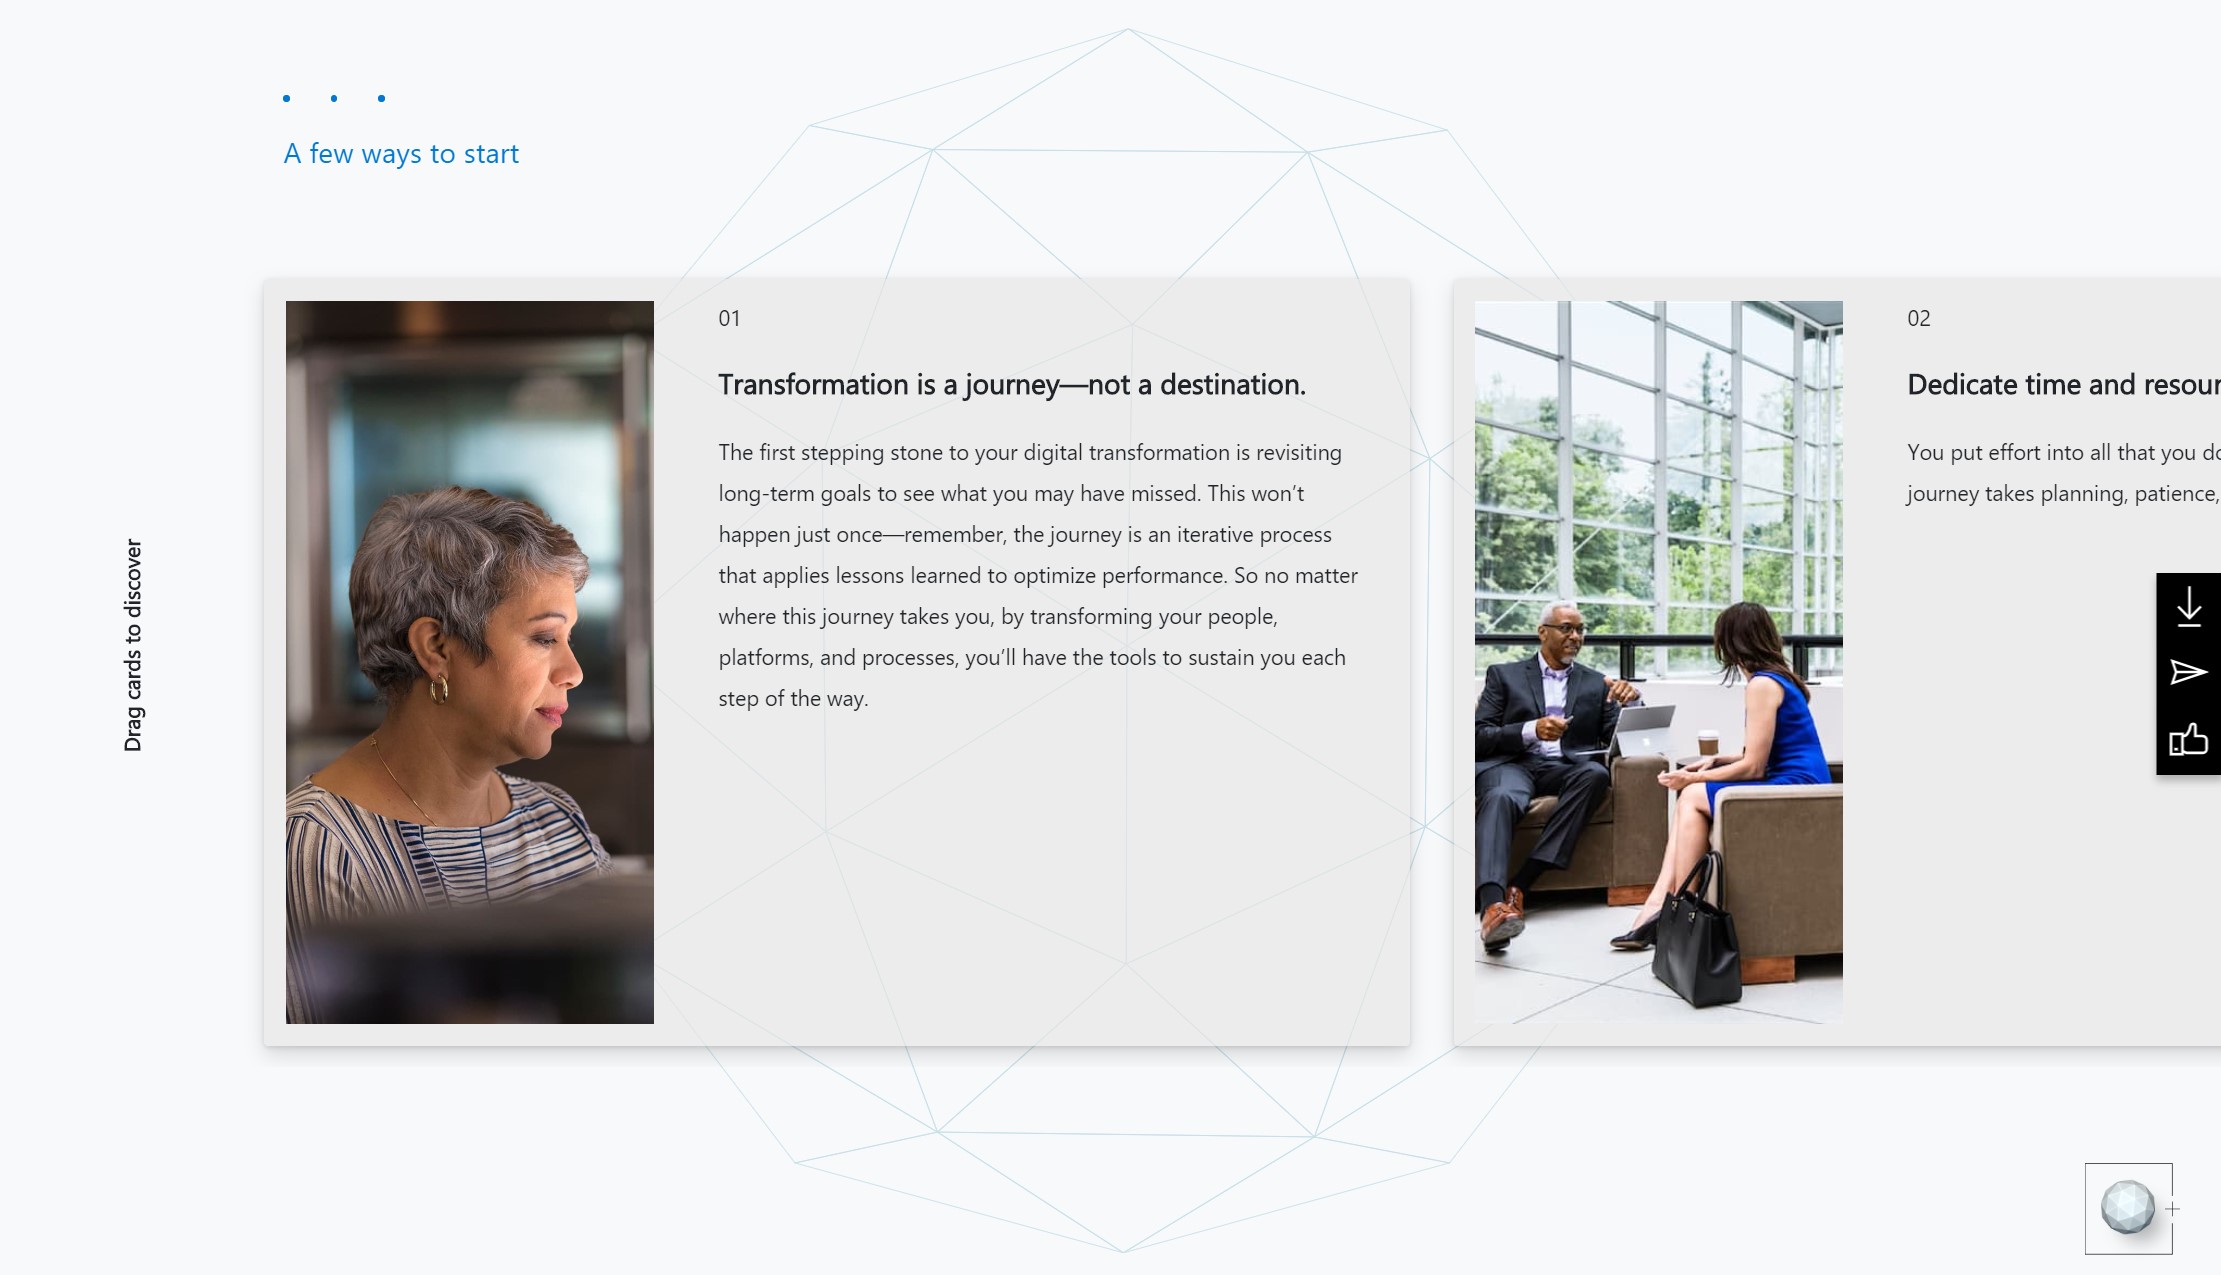 A few ways to start
Drag cards to discover
01
Transformation is a journey—not a destination.
The first stepping stone to your digital transformation is revisiting
long-term goals to see what you may have missed. This won’t
happen just once—remember, the journey is an iterative process
that applies lessons learned to optimize performance. So no matter
where this journey takes you, by transforming your people,
platforms, and processes, you’ll have the tools to sustain you each
step of the way.
02
Dedicate time and
You put effort into all that you
journey takes planning, patience,